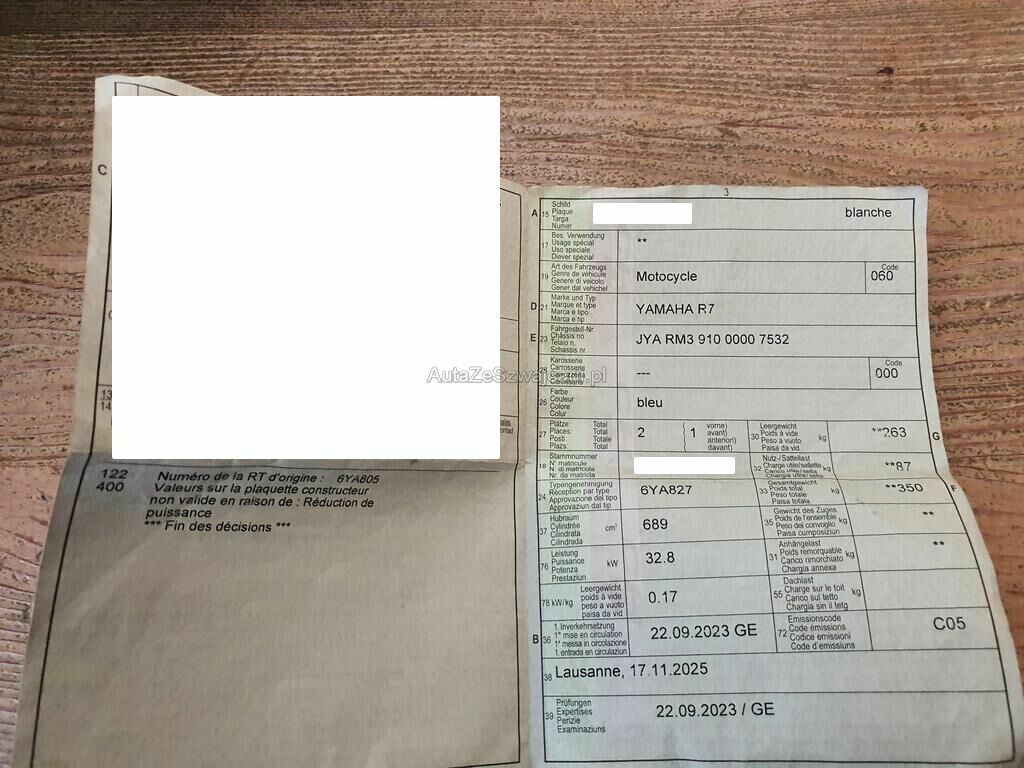 C
13
14
122 Numéro de la RT d'origine : 6YA805
400 Valeurs sur la plaquette constructeur
non valide en raison de : Réduction de
puissance
*** Fin des décisions ***
AutaZeSzwajcarii.pl
3
A 15 Schild
Plaque
Targa
Numer
blanche
17 Bes. Verwendung
Usage spécial
Uso speciale
Diever spezial
**
19 Art des Fahrzeugs
Genre de véhicule
Genere di veicolo
Gener dal vehichel
Motocycle
Code
060
D 21 Marke und Typ
Marque et type
Marca e tipo
Marca e tip
YAMAHA R7
E 23 Fahrgestell-Nr.
Châssis no
Telaio n.
Schassis nr.
JYA RM3 910 0000 7532
25 Karosserie
Carrosserie
Carrozzeria
Carossaria
---
Code
000
26 Farbe
Couleur
Colore
Colur
bleu
27 Plätze: Total
Places: Total
Posti: Totale
Plazs: Total
2 ( 1 vorne)
avant)
anteriori)
davant)
30 Leergewicht
Poids à vide
Peso a vuoto
Paisa da vid
kg
**263
G
18 Stammnummer
N° matricule
N. di matricola
Nr. da matricla
32 Nutz-/Sattellast
Charge utile/sellette
Carico utile/sella
Chargia utile/sella
kg
**87
24 Typengenehmigung
Réception par type
Approvazione del tipo
Approvaziun dal tip
6YA827
33 Gesamtgewicht
Poids total
Peso totale
Paisa totala
kg
**350
F
37 Hubraum
Cylindrée
Cilindrata
Cilindrada
cm³
689
35 Gewicht des Zuges
Poids de l'ensemble
Peso del convoglio
Paisa cumposiziun
kg
**
76 Leistung
Puissance
Potenza
Prestaziun
kW
32.8
31 Anhängelast
Poids remorquable
Carico rimorchiato
Chargia annexa
kg
**
78 kW/kg Leergewicht
poids à vide
peso a vuoto
paisa da vid
0.17
55 Dachlast
Charge sur le toit
Carico sul tetto
Chargia sin il tetg
kg
B 36 1. Inverkehrsetzung
1re mise en circulation
1a messa in circolazione
1. entrada en circulaziun
22.09.2023 GE
72 Emissionscode
Code émissions
Codice emissioni
Code d'emissiuns
C05
38 Lausanne, 17.11.2025
39 Prüfungen
Expertises
Perizie
Examinaziuns
22.09.2023 / GE